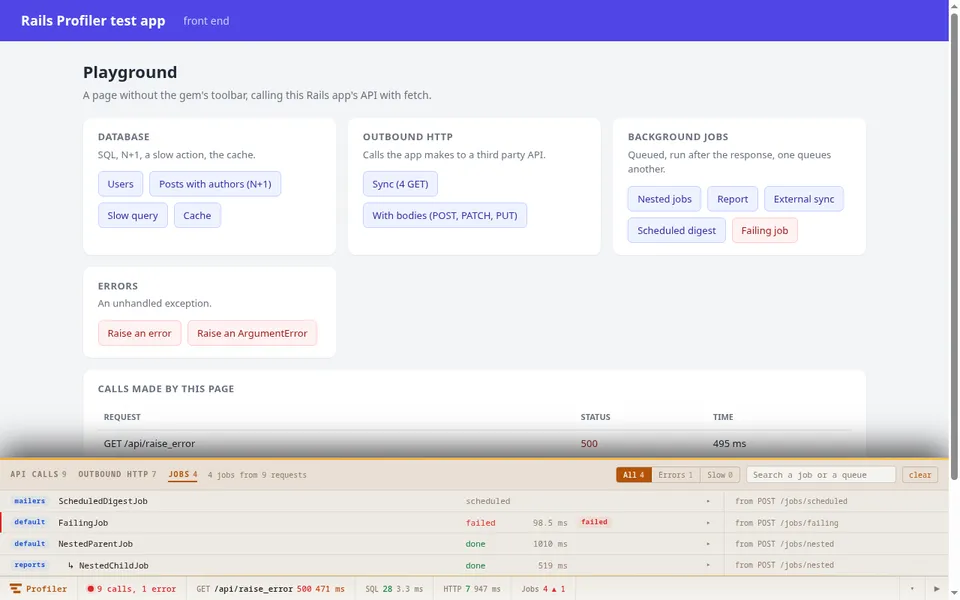 Rails Profiler test app front end
Playground
A page without the gem's toolbar, calling this Rails app's API with fetch.
DATABASE
SQL, N+1, a slow action, the cache.
Users Posts with authors (N+1)
Slow query Cache
OUTBOUND HTTP
Calls the app makes to a third party API.
Sync (4 GET)
With bodies (POST, PATCH, PUT)
BACKGROUND JOBS
Queued, run after the response, one queues
another.
Nested jobs Report External sync
Scheduled digest Failing job
ERRORS
An unhandled exception.
Raise an error Raise an ArgumentError
CALLS MADE BY THIS PAGE
REQUEST STATUS TIME
GET /api/raise_error 500 495 ms
API CALLS 9 OUTBOUND HTTP 7 JOBS 4 4 jobs from 9 requests All 4 Errors 1 Slow 0 Search a job or a queue clear
mailers ScheduledDigestJob scheduled from POST /jobs/scheduled
default FailingJob failed 98.5 ms failed from POST /jobs/failing
default NestedParentJob done 1010 ms from POST /jobs/nested
reports ↳ NestedChildJob done 519 ms from POST /jobs/nested
Profiler 9 calls, 1 error GET /api/raise_error 500 471 ms SQL 28 3.3 ms HTTP 7 947 ms Jobs 4 ▲ 1